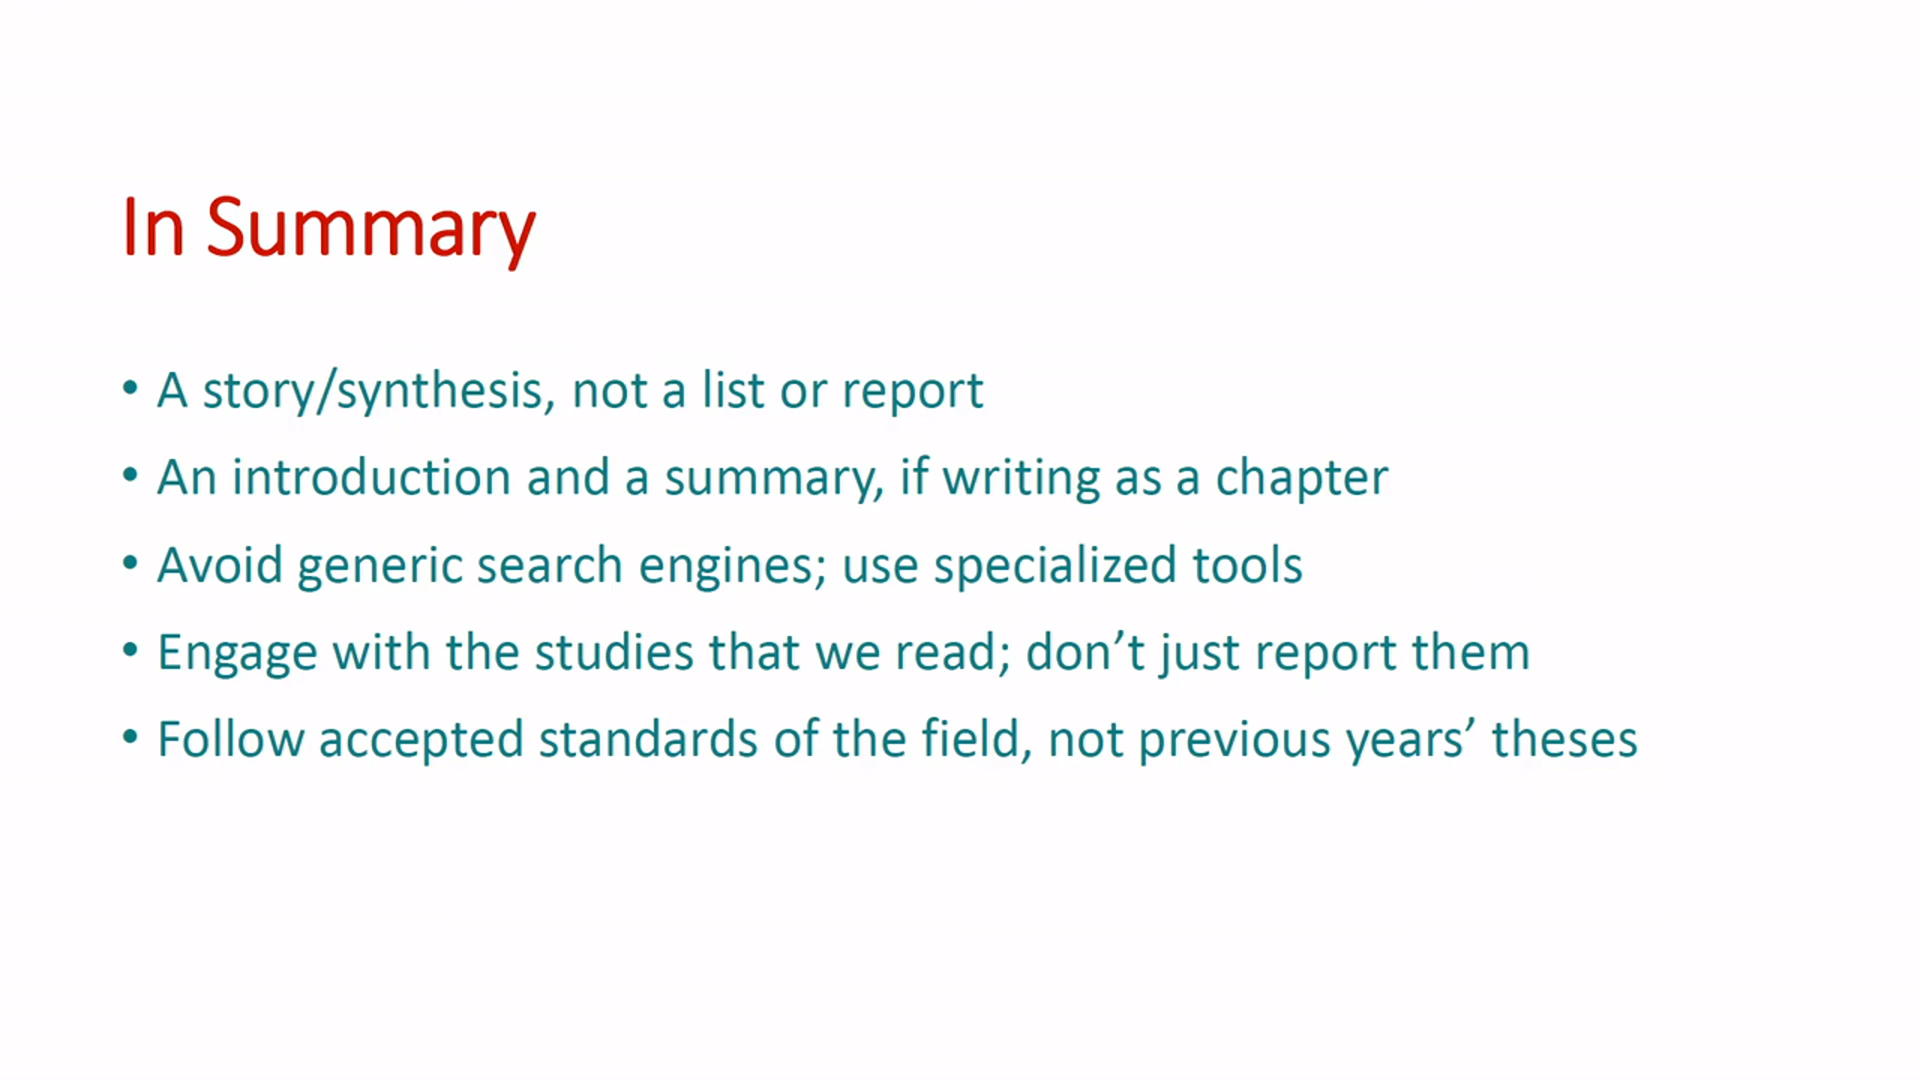 In Summary
• A story/synthesis, not a list or report
• An introduction and a summary, if writing as a chapter
• Avoid generic search engines; use specialized tools
• Engage with the studies that we read; don’t just report them
• Follow accepted standards of the field, not previous years’ theses